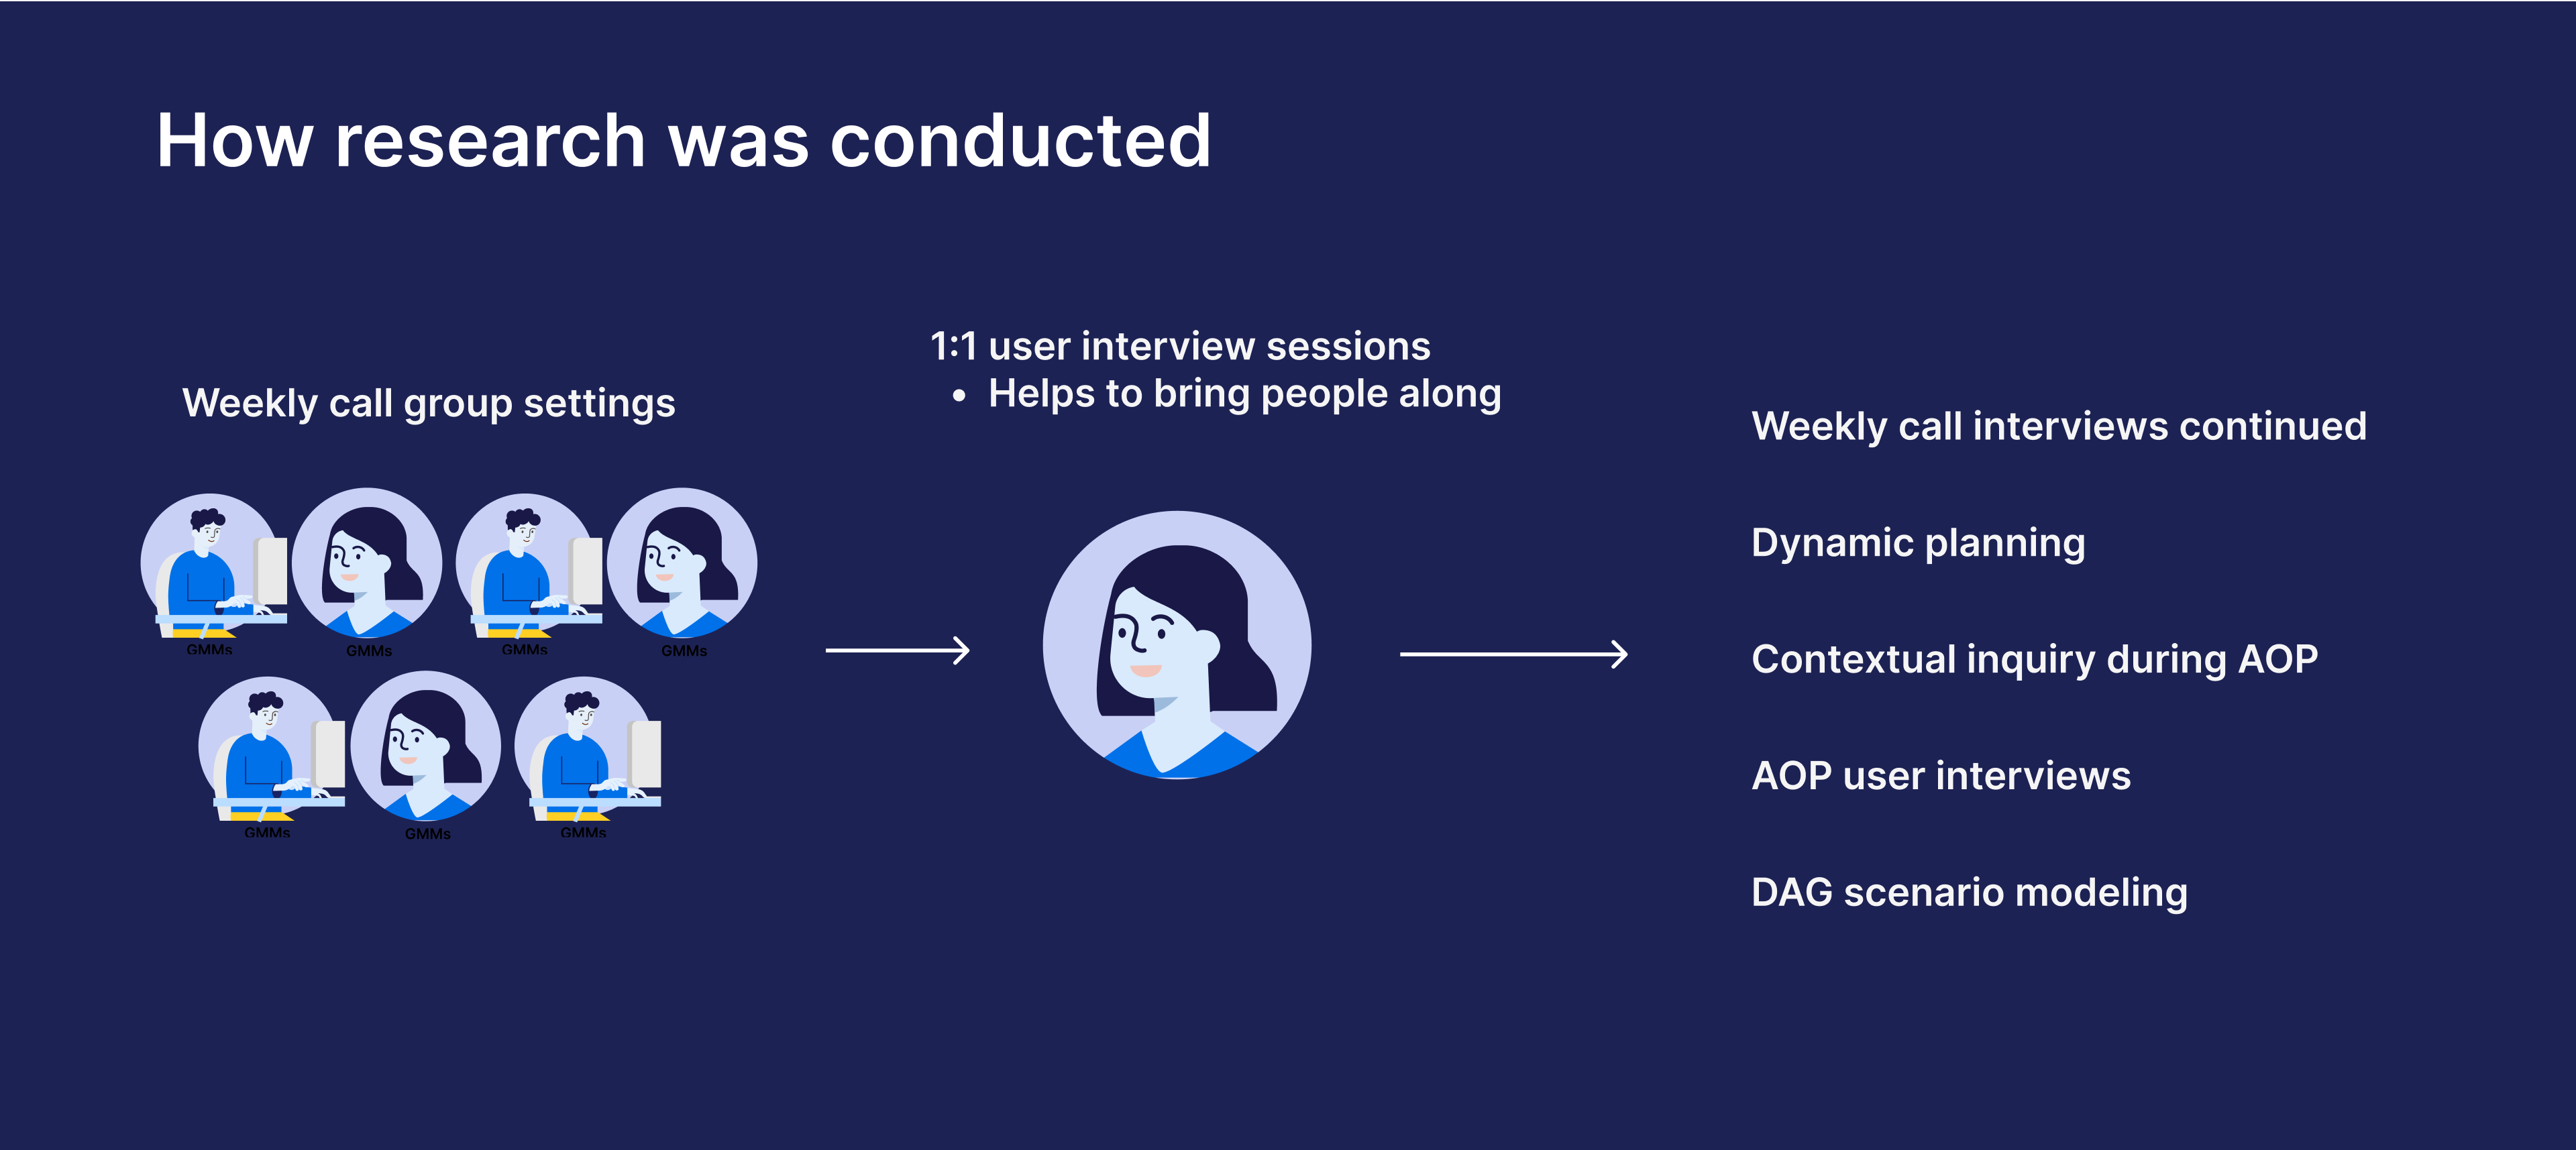 How research was conducted
Weekly call group settings
GMMs
GMMs
GMMs
GMMs
GMMs
GMMs
GMMs
1:1 user interview sessions
• Helps to bring people along
Weekly call interviews continued
Dynamic planning
Contextual inquiry during AOP
AOP user interviews
DAG scenario modeling